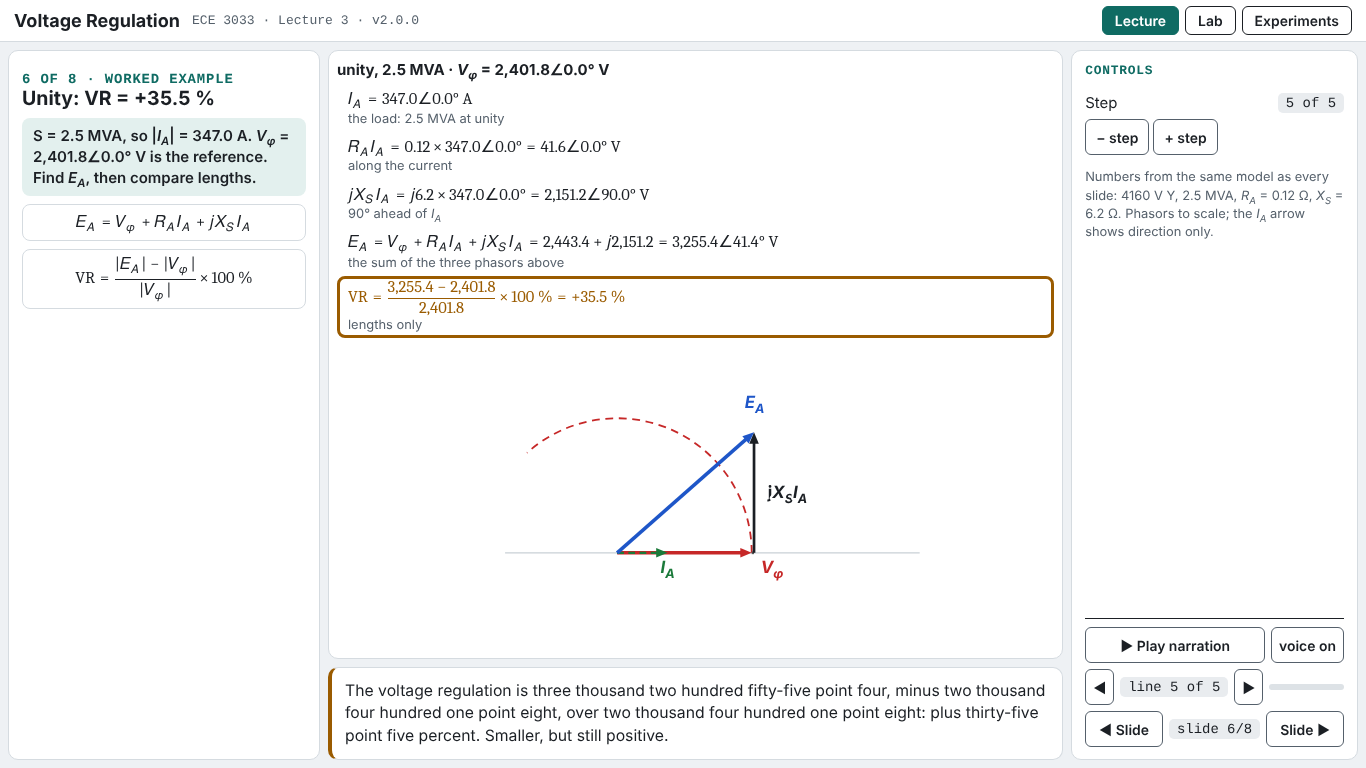 Voltage Regulation ECE 3033 · Lecture 3 · v2.0.0
Lecture Lab Experiments
6 OF 8 · WORKED EXAMPLE
Unity: VR = +35.5 %
S = 2.5 MVA, so |I_A| = 347.0 A. V_φ =
2,401.8∠0.0° V is the reference.
Find E_A, then compare lengths.
E_A = V_φ + R_A I_A + jX_S I_A
VR = (|E_A| − |V_φ|) / |V_φ| × 100 %
unity, 2.5 MVA · V_φ = 2,401.8∠0.0° V
I_A = 347.0∠0.0° A
the load: 2.5 MVA at unity
R_A I_A = 0.12 × 347.0∠0.0° = 41.6∠0.0° V
along the current
jX_S I_A = j6.2 × 347.0∠0.0° = 2,151.2∠90.0° V
90° ahead of I_A
E_A = V_φ + R_A I_A + jX_S I_A = 2,443.4 + j2,151.2 = 3,255.4∠41.4° V
the sum of the three phasors above
VR = (3,255.4 − 2,401.8) / 2,401.8 × 100 % = +35.5 %
lengths only
E_A
jX_S I_A
I_A
V_φ
The voltage regulation is three thousand two hundred fifty-five point four, minus two thousand
four hundred one point eight, over two thousand four hundred one point eight: plus thirty-five
point five percent. Smaller, but still positive.
CONTROLS
Step 5 of 5
− step + step
Numbers from the same model as every
slide: 4160 V Y, 2.5 MVA, R_A = 0.12 Ω, X_S =
6.2 Ω. Phasors to scale; the I_A arrow
shows direction only.
▶ Play narration voice on
◀ line 5 of 5 ▶
◀ Slide slide 6/8 Slide ▶